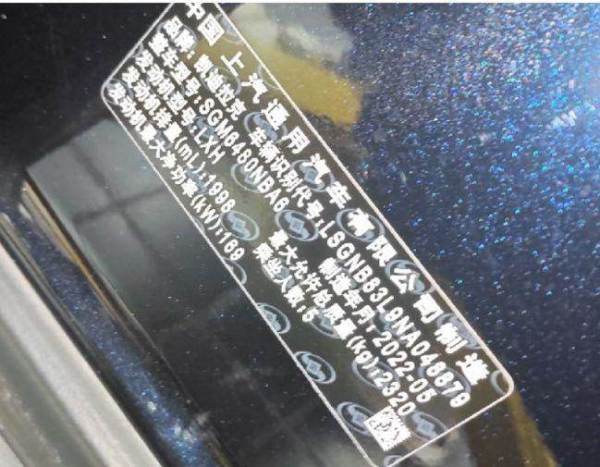 中国 上汽通用汽车有限公司制造
品牌:凯迪拉克 车辆识别代号:LSGNB83L9NA048879
整车型号:SGM6480NBA6 制造年月:2022-05
发动机型号:LXH 最大允许总质量(kg):2320
发动机排量(mL):1998 乘坐人数:5
发动机最大净功率(kW):169